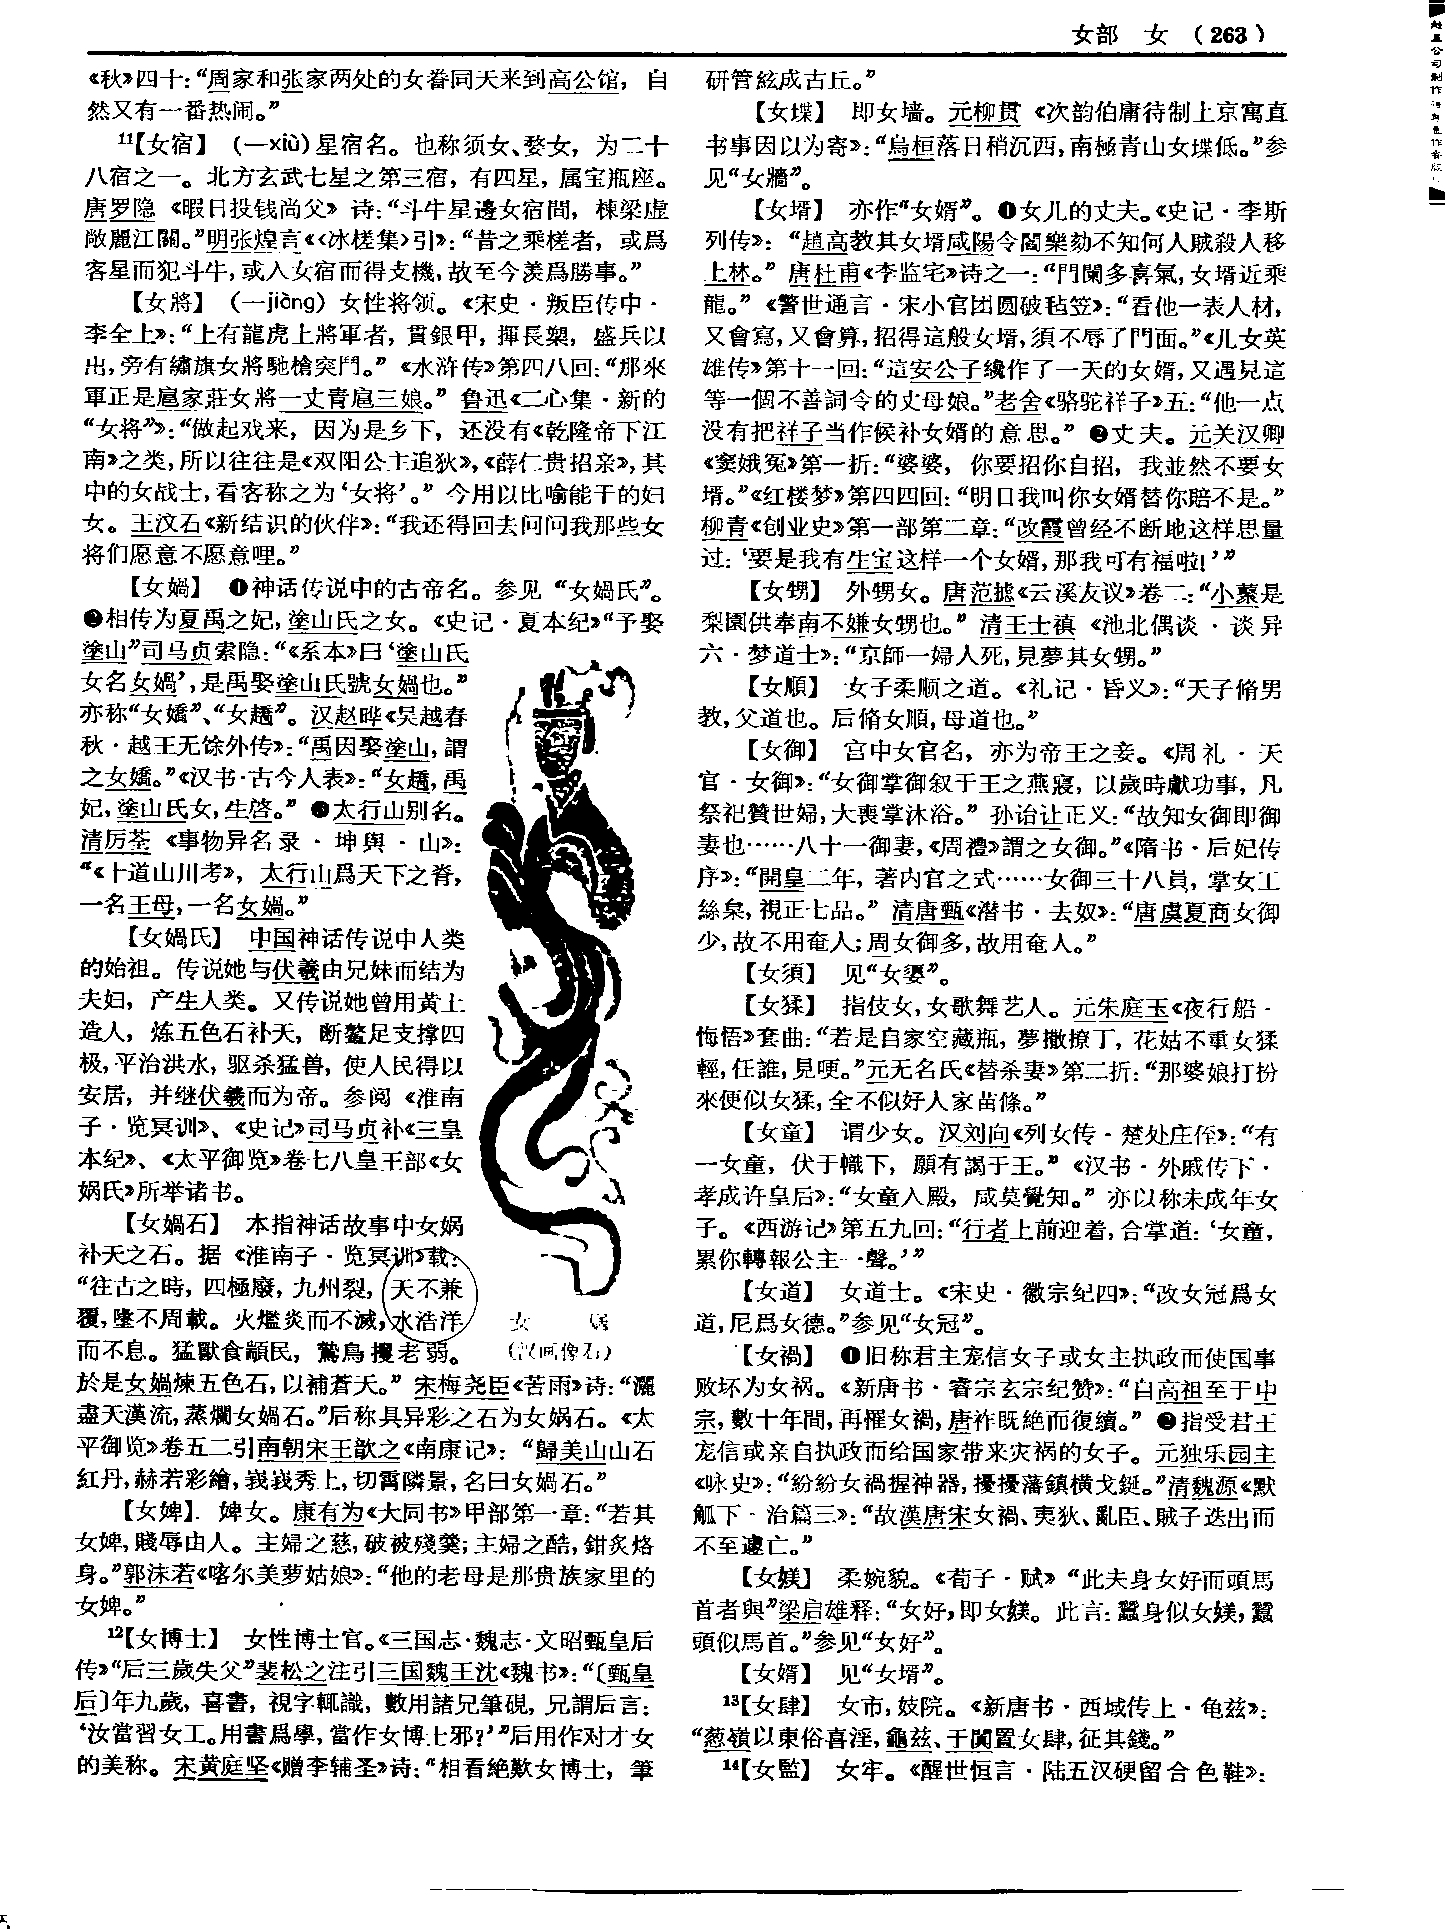 女部　女　（263）
《秋》四十：“周家和张家两处的女眷同天来到高公馆，自
然又有一番热闹。”
11【女宿】　(—xiù)星宿名。也称须女、婺女，为二十
八宿之一。北方玄武七星之第三宿，有四星，属宝瓶座。
唐罗隐《暇日投钱尚父》诗：“斗牛星邊女宿間，棟梁虚
敞麗江關。”明张煌言《〈冰槎集〉引》：“昔之乘槎者，或爲
客星而犯斗牛，或入女宿而得支機，故至今羡爲勝事。”
【女將】　(—jiàng)　女性将领。《宋史·叛臣传中·
李全上》：“上有龍虎上將軍者，貫銀甲，揮長槊，盛兵以
出，旁有繡旗女將馳槍突鬥。”《水浒传》第四八回：“那來
軍正是扈家莊女將一丈青扈三娘。”鲁迅《二心集·新的
“女将”》：“做起戏来，因为是乡下，还没有《乾隆帝下江
南》之类，所以往往是《双阳公主追狄》，《薛仁贵招亲》，其
中的女战士，看客称之为‘女将’。”今用以比喻能干的妇
女。王汶石《新结识的伙伴》：“我还得回去问问我那些女
将们愿意不愿意哩。”
【女媧】　❶神话传说中的古帝名。参见“女媧氏”。
❷相传为夏禹之妃，塗山氏之女。《史记·夏本纪》“予娶
塗山”司马贞索隐：“《系本》曰‘塗山氏
女名女媧’，是禹娶塗山氏號女媧也。”
亦称“女嬌”、“女趫”。汉赵晔《吴越春
秋·越王无馀外传》：“禹因娶塗山，謂
之女嬌。”《汉书·古今人表》：“女趫，禹
妃，塗山氏女，生啓。”❸太行山别名。
清厉荃《事物异名录·坤舆·山》：
“《十道山川考》，太行山爲天下之脊，
一名王母，一名女媧。”
【女媧氏】　中国神话传说中人类
的始祖。传说她与伏羲由兄妹而结为
夫妇，产生人类。又传说她曾用黄土
造人，炼五色石补天，断鳌足支撑四
极，平治洪水，驱杀猛兽，使人民得以
安居，并继伏羲而为帝。参阅《淮南
子·览冥训》、《史记》司马贞补《三皇
本纪》、《太平御览》卷七八皇王部《女
娲氏》所举诸书。
【女媧石】　本指神话故事中女娲
补天之石。据《淮南子·览冥训》载：
“往古之時，四極廢，九州裂，天不兼
覆，墬不周載。火爁炎而不滅，水浩洋
而不息。猛獸食顓民，鷙鳥攫老弱。
於是女媧煉五色石，以補蒼天。”宋梅尧臣《苦雨》诗：“灑
盡天漢流，蒸爛女媧石。”后称具异彩之石为女娲石。《太
平御览》卷五二引南朝宋王歆之《南康记》：“歸美山山石
紅丹，赫若彩繪，峩峩秀上，切霄隣景，名曰女媧石。”
【女婢】　婢女。康有为《大同书》甲部第一章：“若其
女婢，賤辱由人。主婦之慈，破被殘羹；主婦之酷，鉗炙烙
身。”郭沫若《喀尔美萝姑娘》：“他的老母是那贵族家里的
女婢。”
12【女博士】　女性博士官。《三国志·魏志·文昭甄皇后
传》“后三歲失父”裴松之注引三国魏王沈《魏书》：“〔甄皇
后〕年九歲，喜書，視字輒識，數用諸兄筆硯，兄謂后言：
‘汝當習女工。用書爲學，當作女博士邪？’”后用作对才女
的美称。宋黄庭坚《赠李辅圣》诗：“相看絶歎女博士，筆
女　　娲
（汉画像石）
研管絃成古丘。”
【女堞】　即女墙。元柳贯《次韵伯庸待制上京寓直
书事因以为寄》：“烏桓落日稍沉西，南極青山女堞低。”参
见“女牆”。
【女壻】　亦作“女婿”。❶女儿的丈夫。《史记·李斯
列传》：“趙高教其女壻咸陽令閻樂劾不知何人賊殺人移
上林。”唐杜甫《李监宅》诗之一：“門闌多喜氣，女壻近乘
龍。”《警世通言·宋小官团圆破毡笠》：“看他一表人材，
又會寫，又會算，招得這般女壻，須不辱了門面。”《儿女英
雄传》第十一回：“這安公子纔作了一天的女婿，又遇見這
等一個不善詞令的丈母娘。”老舍《骆驼祥子》五：“他一点
没有把祥子当作候补女婿的意思。”❷丈夫。元关汉卿
《窦娥冤》第一折：“婆婆，你要招你自招，我並然不要女
壻。”《红楼梦》第四四回：“明日我叫你女婿替你賠不是。”
柳青《创业史》第一部第二章：“改霞曾经不断地这样思量
过：‘要是我有生宝这样一个女婿，那我可有福啦！’”
【女甥】　外甥女。唐范摅《云溪友议》卷二：“小蘂是
梨園供奉南不嫌女甥也。”清王士禛《池北偶谈·谈异
六·梦道士》：“京師一婦人死，見夢其女甥。”
【女順】　女子柔顺之道。《礼记·昏义》：“天子脩男
教，父道也。后脩女順，母道也。”
【女御】　宫中女官名，亦为帝王之妾。《周礼·天
官·女御》：“女御掌御叙于王之燕寢，以歲時獻功事，凡
祭祀贊世婦，大喪掌沐浴。”孙诒让正义：“故知女御即御
妻也……八十一御妻，《周禮》謂之女御。”《隋书·后妃传
序》：“開皇二年，著内官之式……女御三十八員，掌女工
絲枲，視正七品。”清唐甄《潜书·去奴》：“唐虞夏商女御
少，故不用奄人；周女御多，故用奄人。”
【女須】　见“女嬃”。
【女猱】　指伎女，女歌舞艺人。元朱庭玉《夜行船·
悔悟》套曲：“若是自家空藏瓶，夢撒撩丁，花姑不重女猱
輕，任誰，見哽。”元无名氏《替杀妻》第二折：“那婆娘打扮
來便似女猱，全不似好人家苗條。”
【女童】　谓少女。汉刘向《列女传·楚处庄侄》：“有
一女童，伏于幟下，願有謁于王。”《汉书·外戚传下·
孝成许皇后》：“女童入殿，咸莫覺知。”亦以称未成年女
子。《西游记》第五九回：“行者上前迎着，合掌道：‘女童，
累你轉報公主一聲。’”
【女道】　女道士。《宋史·徽宗纪四》：“改女冠爲女
道，尼爲女德。”参见“女冠”。
【女禍】　❶旧称君主宠信女子或女主执政而使国事
败坏为女祸。《新唐书·睿宗玄宗纪赞》：“自高祖至于中
宗，數十年間，再罹女禍，唐祚既絶而復續。”❷指受君王
宠信或亲自执政而给国家带来灾祸的女子。元独乐园主
《咏史》：“紛紛女禍握神器，擾擾藩鎮横戈鋋。”清魏源《默
觚下·治篇三》：“故漢唐宋女禍、夷狄、亂臣、賊子迭出而
不至遽亡。”
【女媄】　柔婉貌。《荀子·赋》“此夫身女好而頭馬
首者與”梁启雄释：“女好，即女媄。此言：蠶身似女媄，蠶
頭似馬首。”参见“女好”。
【女婿】　见“女壻”。
13【女肆】　女市，妓院。《新唐书·西域传上·龟兹》：
“葱嶺以東俗喜淫，龜兹、于闐置女肆，征其錢。”
14【女監】　女牢。《醒世恒言·陆五汉硬留合色鞋》：